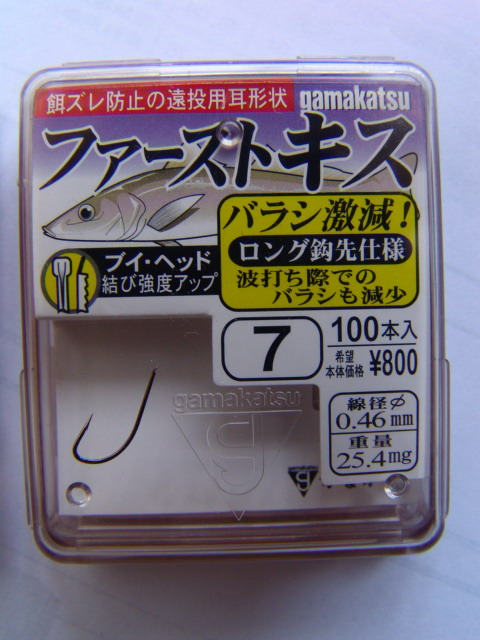 餌ズレ防止の遠投用耳形状 gamakatsu
ファーストキス
バラシ激減!
ロング鈎先仕様
波打ち際での
バラシも減少
ブイ・ヘッド
結び強度アップ
7
100本入
希望
本体価格 ¥800
gamakatsu
線径φ
0.46mm
重量
25.4mg